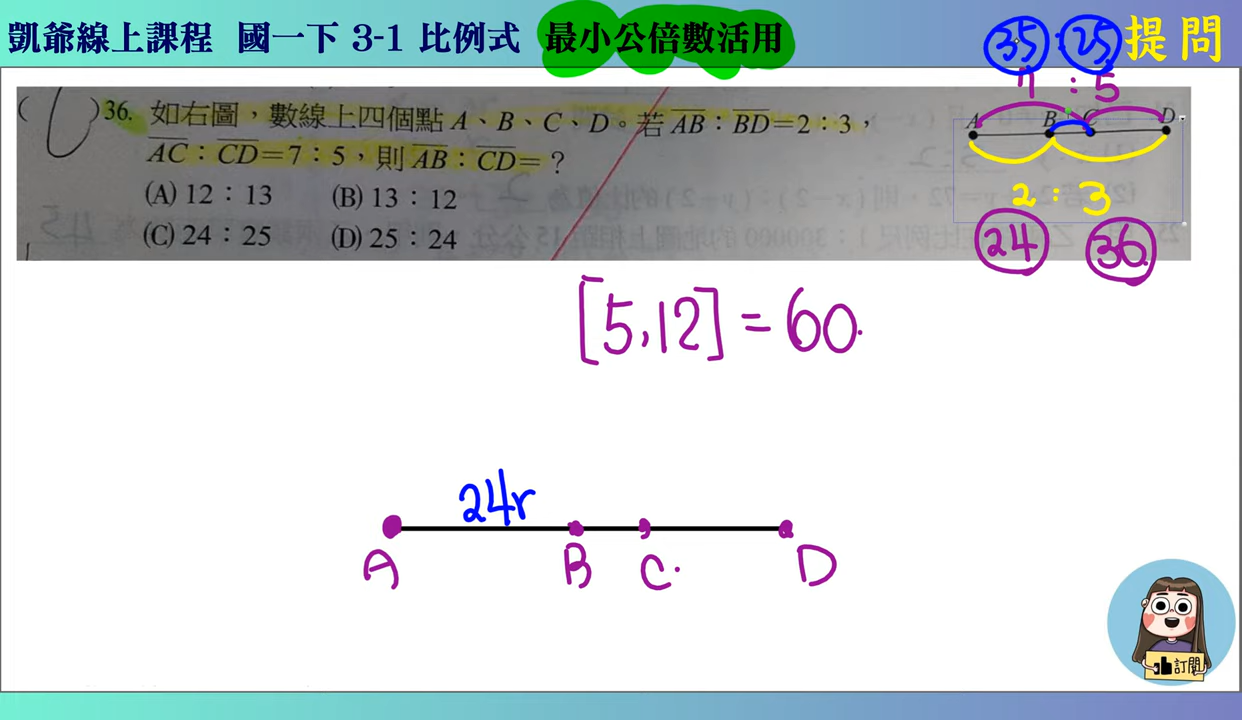 凱爺線上課程 國一下 3-1 比例式 最小公倍數活用
35 : 25 提問
7 : 5
( )36. 如右圖，數線上四個點 A、B、C、D。若 AB：BD＝2：3，
AC：CD＝7：5，則 AB：CD＝？
(A) 12：13 (B) 13：12
(C) 24：25 (D) 25：24
A B C D
2 : 3
24 36
[5,12] = 60
24r
A B C D
訂閱